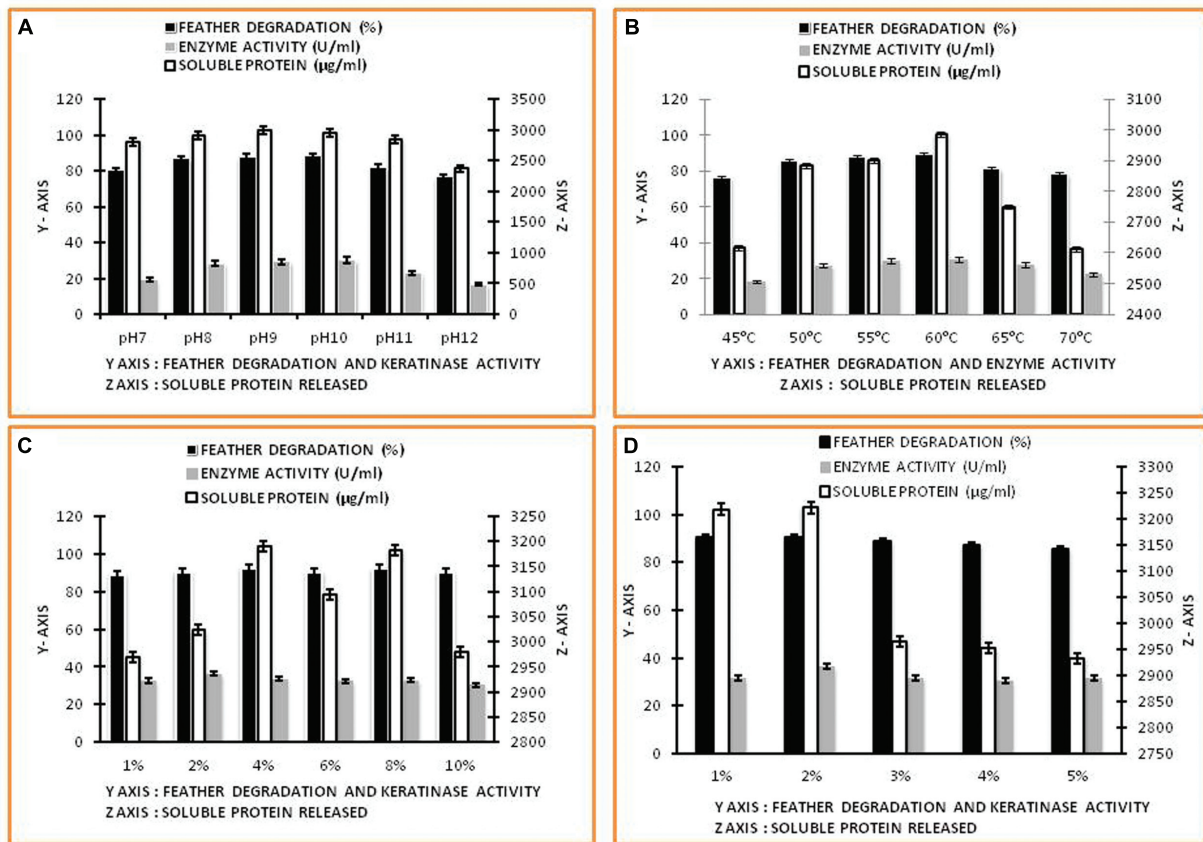 A
FEATHER DEGRADATION (%)
ENZYME ACTIVITY (U/ml)
SOLUBLE PROTEIN (µg/ml)
120
100
80
60
40
20
0
Y - AXIS
3500
3000
2500
2000
1500
1000
500
0
Z- AXIS
pH7 pH8 pH9 pH10 pH11 pH12
Y AXIS : FEATHER DEGRADATION AND KERATINASE ACTIVITY
Z AXIS : SOLUBLE PROTEIN RELEASED
B
FEATHER DEGRADATION (%)
ENZYME ACTIVITY (U/ml)
SOLUBLE PROTEIN (µg/ml)
120
100
80
60
40
20
0
Y - AXIS
3100
3000
2900
2800
2700
2600
2500
2400
Z- AXIS
45°C 50°C 55°C 60°C 65°C 70°C
Y AXIS : FEATHER DEGRADATION AND ENZYME ACTIVITY
Z AXIS : SOLUBLE PROTEIN RELEASED
C
FEATHER DEGRADATION (%)
ENZYME ACTIVITY (U/ml)
SOLUBLE PROTEIN (µg/ml)
120
100
80
60
40
20
0
Y- AXIS
3250
3200
3150
3100
3050
3000
2950
2900
2850
2800
Z- AXIS
1% 2% 4% 6% 8% 10%
Y AXIS : FEATHER DEGRADATION AND KERATINASE ACTIVITY
Z AXIS : SOLUBLE PROTEIN RELEASED
D
FEATHER DEGRADATION (%)
ENZYME ACTIVITY (U/ml)
SOLUBLE PROTEIN (µg/ml)
120
100
80
60
40
20
0
Y - AXIS
3300
3250
3200
3150
3100
3050
3000
2950
2900
2850
2800
2750
Z - AXIS
1% 2% 3% 4% 5%
Y AXIS : FEATHER DEGRADATION AND KERATINASE ACTIVITY
Z AXIS : SOLUBLE PROTEIN RELEASED